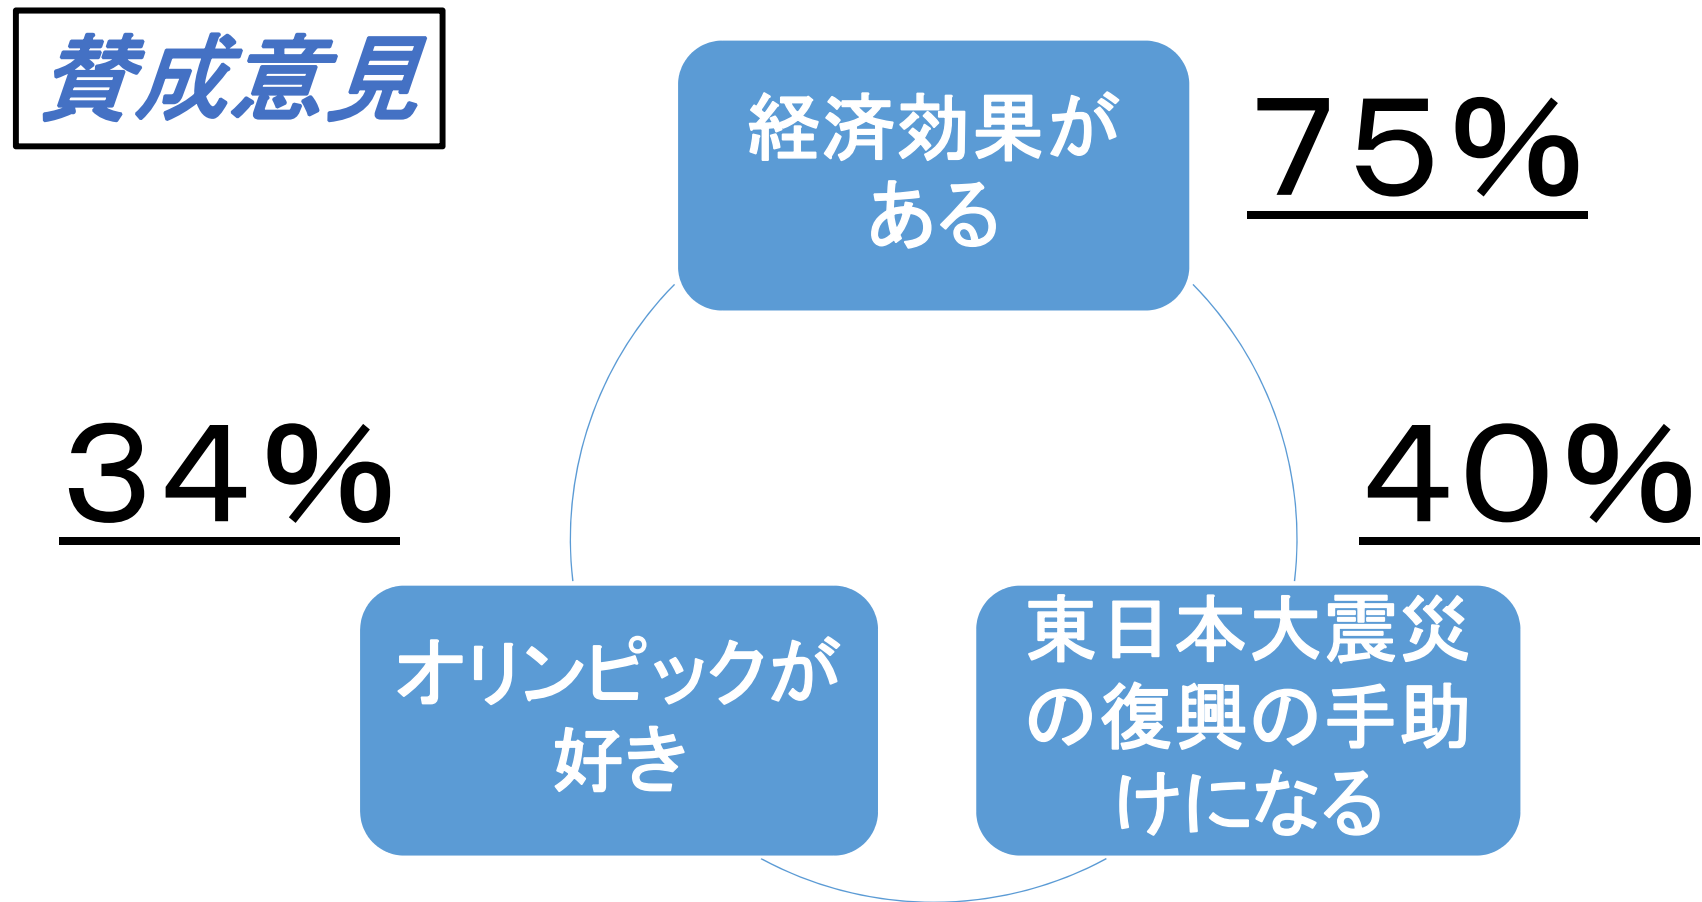 賛成意見
経済効果が
ある
75%
34%
40%
オリンピックが
好き
東日本大震災
の復興の手助
けになる